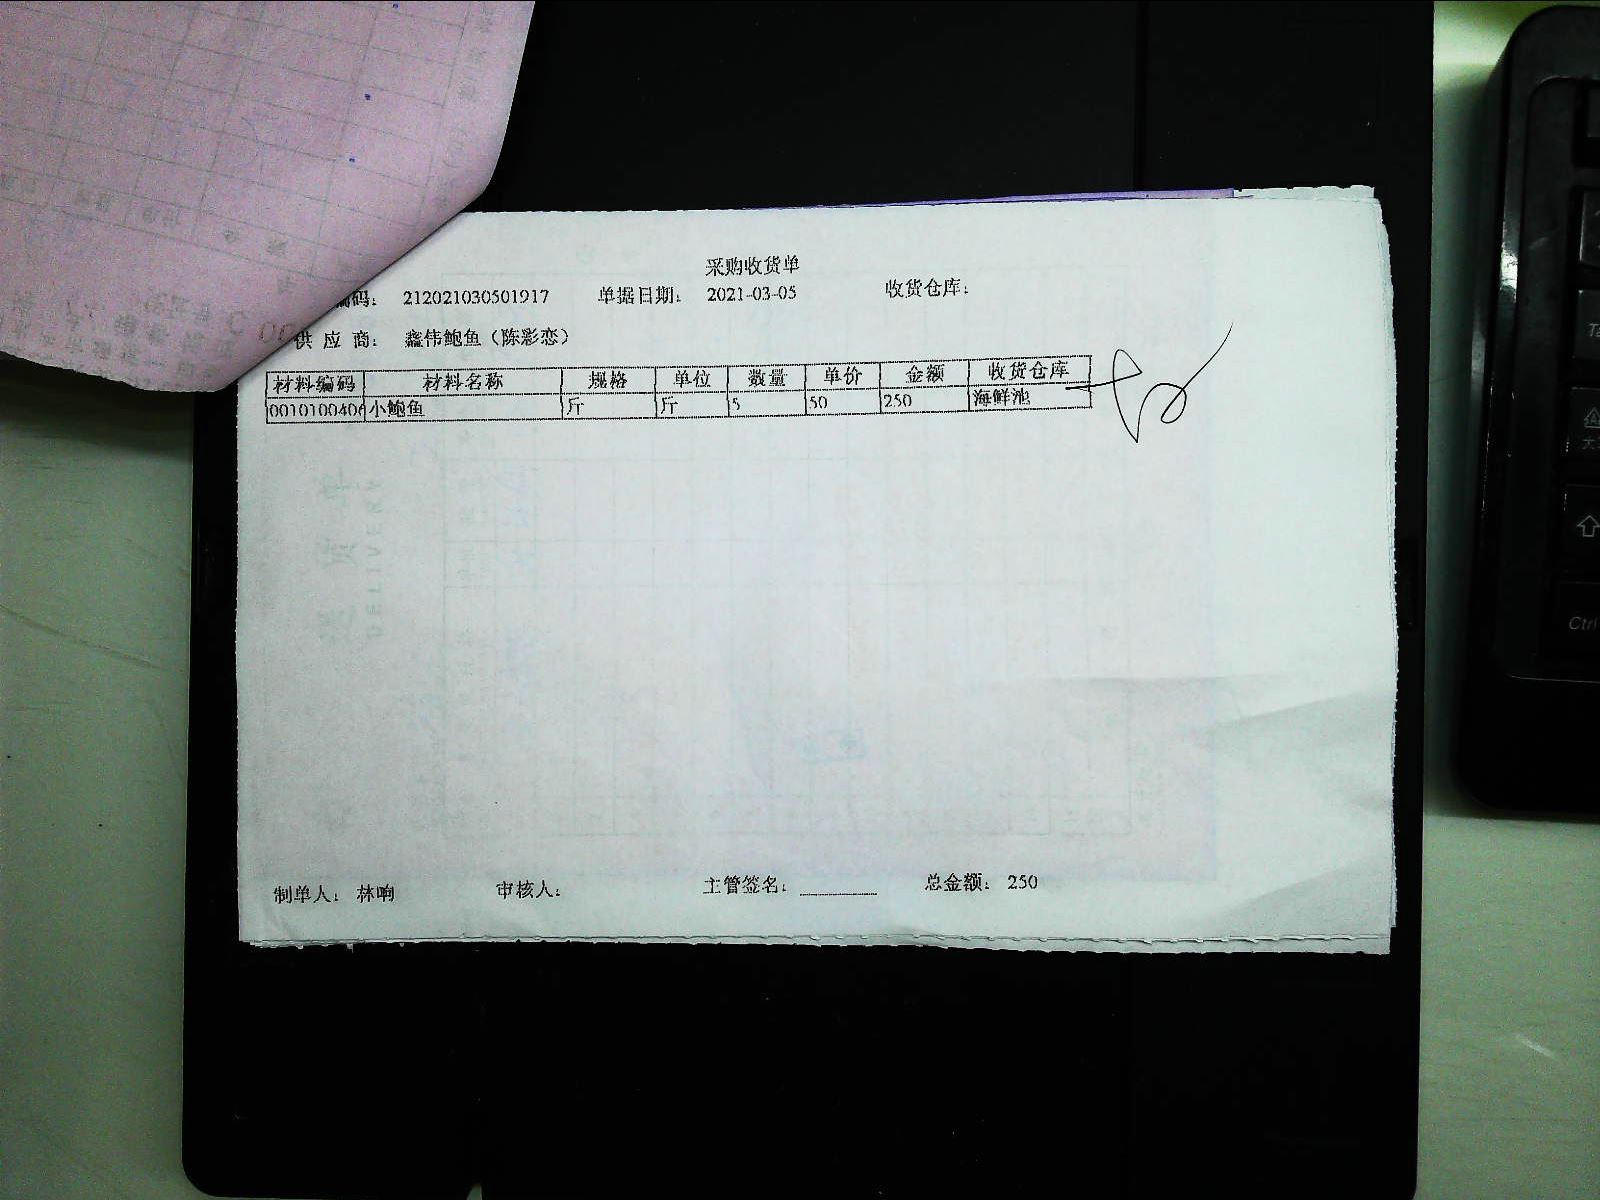 采购收货单
编码： 212021030501917 单据日期： 2021-03-05 收货仓库：
供 应 商： 鑫伟鲍鱼（陈彩恋）
材料编码 材料名称 规格 单位 数量 单价 金额 收货仓库
0010100406 小鲍鱼 斤 斤 5 50 250 海鲜池
制单人： 林响 审核人： 主管签名： 总金额： 250
Ctrl